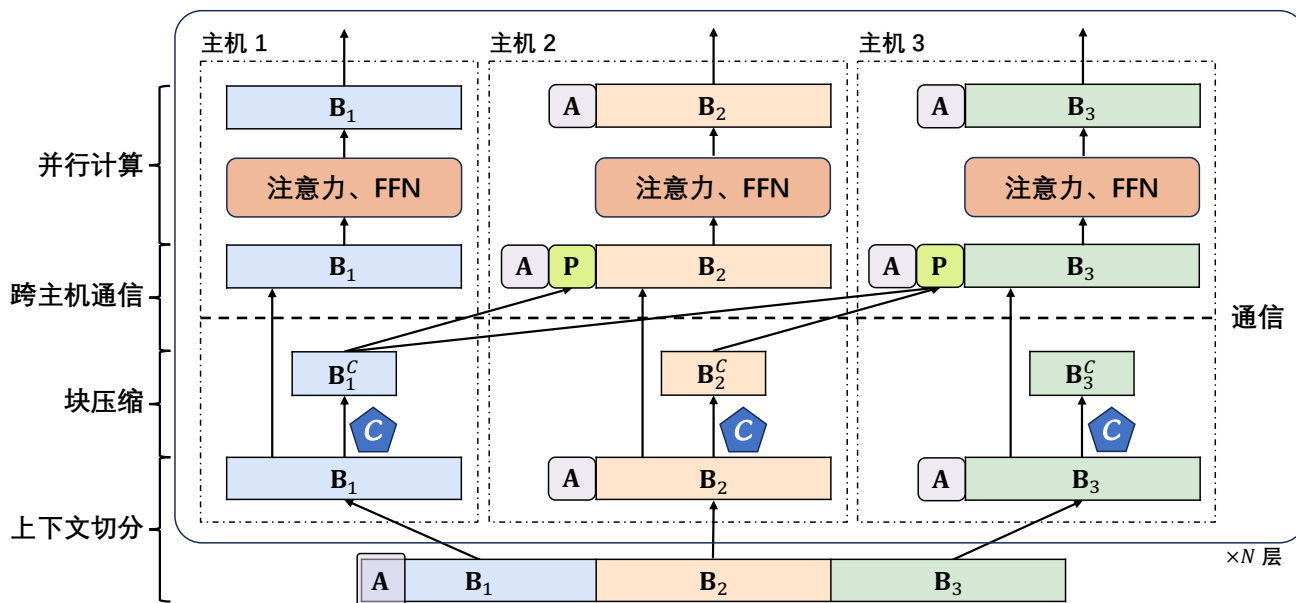 主机 1 主机 2 主机 3
B₁ A B₂ A B₃
并行计算
注意力、FFN 注意力、FFN 注意力、FFN
B₁ A P B₂ A P B₃
跨主机通信
通信
B₁ᶜ B₂ᶜ B₃ᶜ
块压缩
C C C
B₁ A B₂ A B₃
上下文切分
×N 层
A B₁ B₂ B₃